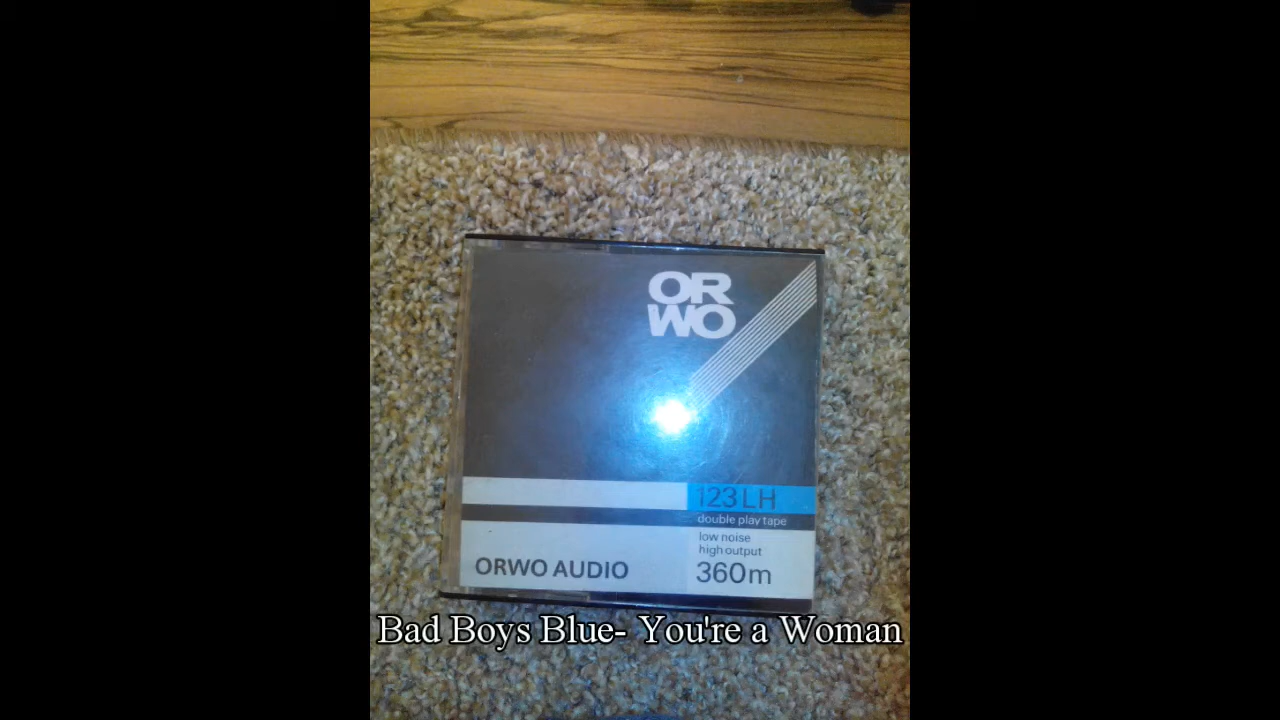 OR
WO
123 LH
double play tape
low noise
high output
360m
ORWO AUDIO
Bad Boys Blue- You're a Woman